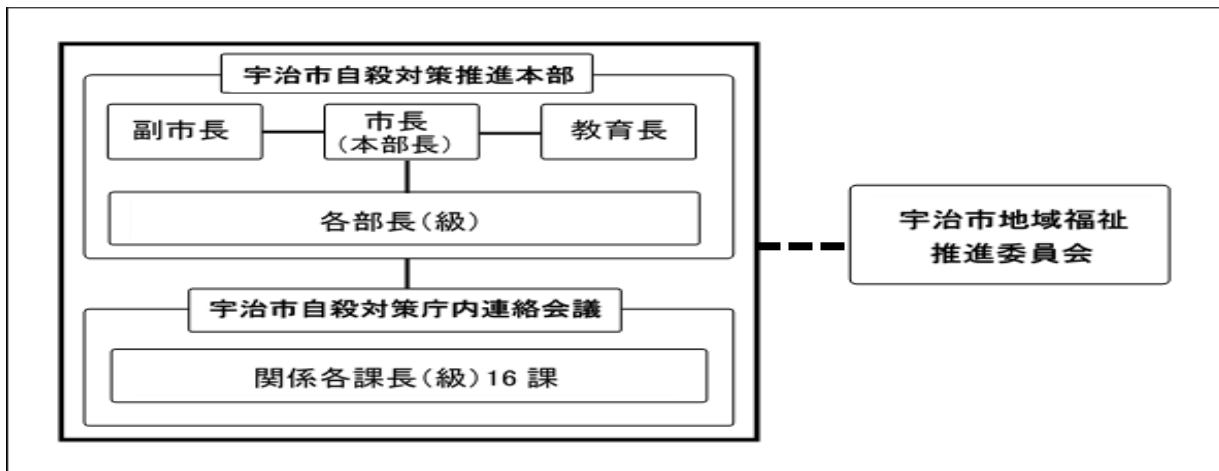 宇治市自殺対策推進本部
副市長
市長
(本部長)
教育長
各部長(級)
宇治市自殺対策庁内連絡会議
関係各課長(級)16課
宇治市地域福祉
推進委員会